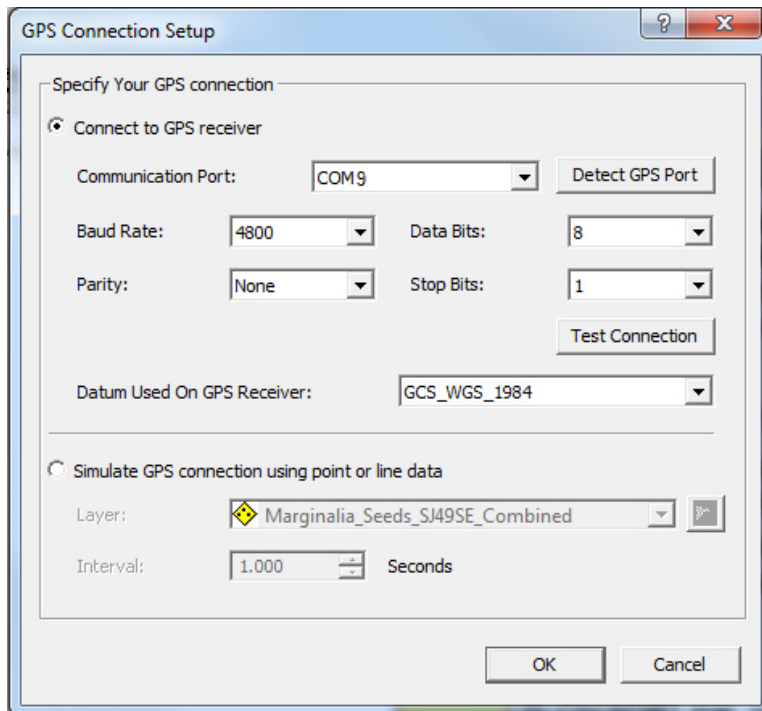 GPS Connection Setup
?
X
Specify Your GPS connection
Connect to GPS receiver
Communication Port: COM9 Detect GPS Port
Baud Rate: 4800 Data Bits: 8
Parity: None Stop Bits: 1
Test Connection
Datum Used On GPS Receiver: GCS_WGS_1984
Simulate GPS connection using point or line data
Layer: Marginalia_Seeds_SJ49SE_Combined
Interval: 1.000 Seconds
OK Cancel